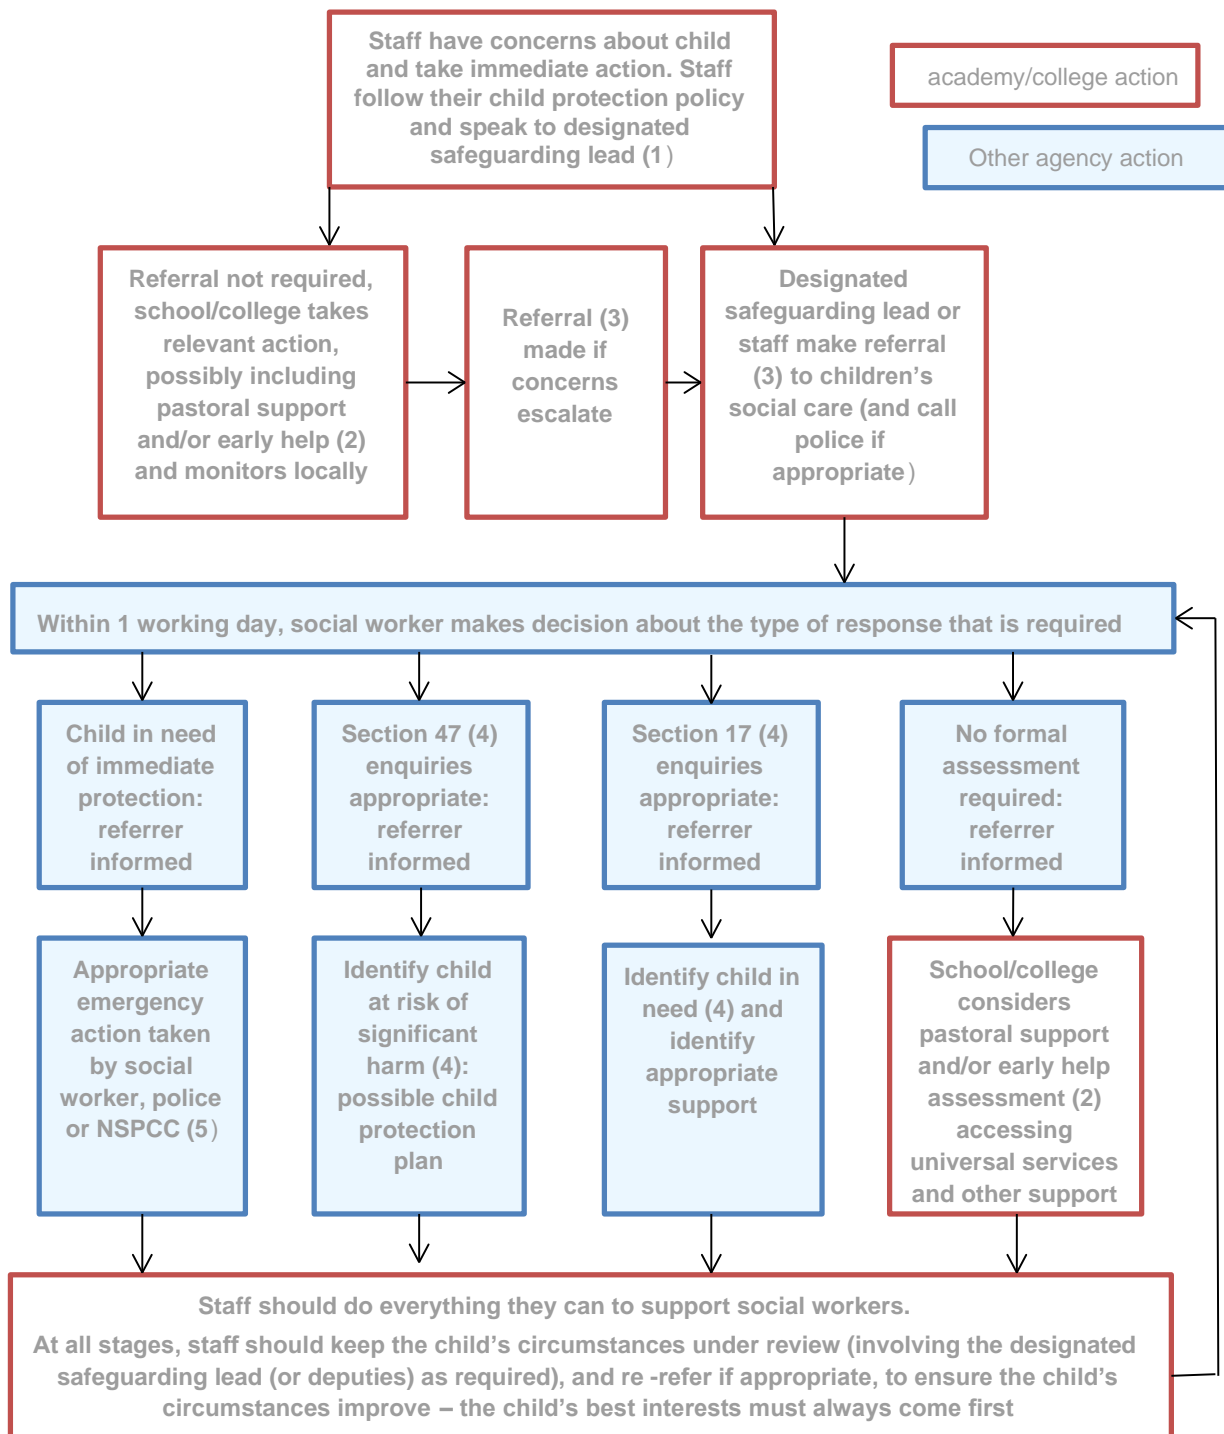 Staff have concerns about child
and take immediate action. Staff
follow their child protection policy
and speak to designated
safeguarding lead (1)
academy/college action
Other agency action
Referral not required,
school/college takes
relevant action,
possibly including
pastoral support
and/or early help (2)
and monitors locally
Referral (3)
made if
concerns
escalate
Designated
safeguarding lead or
staff make referral
(3) to children’s
social care (and call
police if
appropriate)
Within 1 working day, social worker makes decision about the type of response that is required
Child in need
of immediate
protection:
referrer
informed
Section 47 (4)
enquiries
appropriate:
referrer
informed
Section 17 (4)
enquiries
appropriate:
referrer
informed
No formal
assessment
required:
referrer
informed
Appropriate
emergency
action taken
by social
worker, police
or NSPCC (5)
Identify child
at risk of
significant
harm (4):
possible child
protection
plan
Identify child in
need (4) and
identify
appropriate
support
School/college
considers
pastoral support
and/or early help
assessment (2)
accessing
universal services
and other support
Staff should do everything they can to support social workers.
At all stages, staff should keep the child’s circumstances under review (involving the designated
safeguarding lead (or deputies) as required), and re -refer if appropriate, to ensure the child’s
circumstances improve – the child’s best interests must always come first